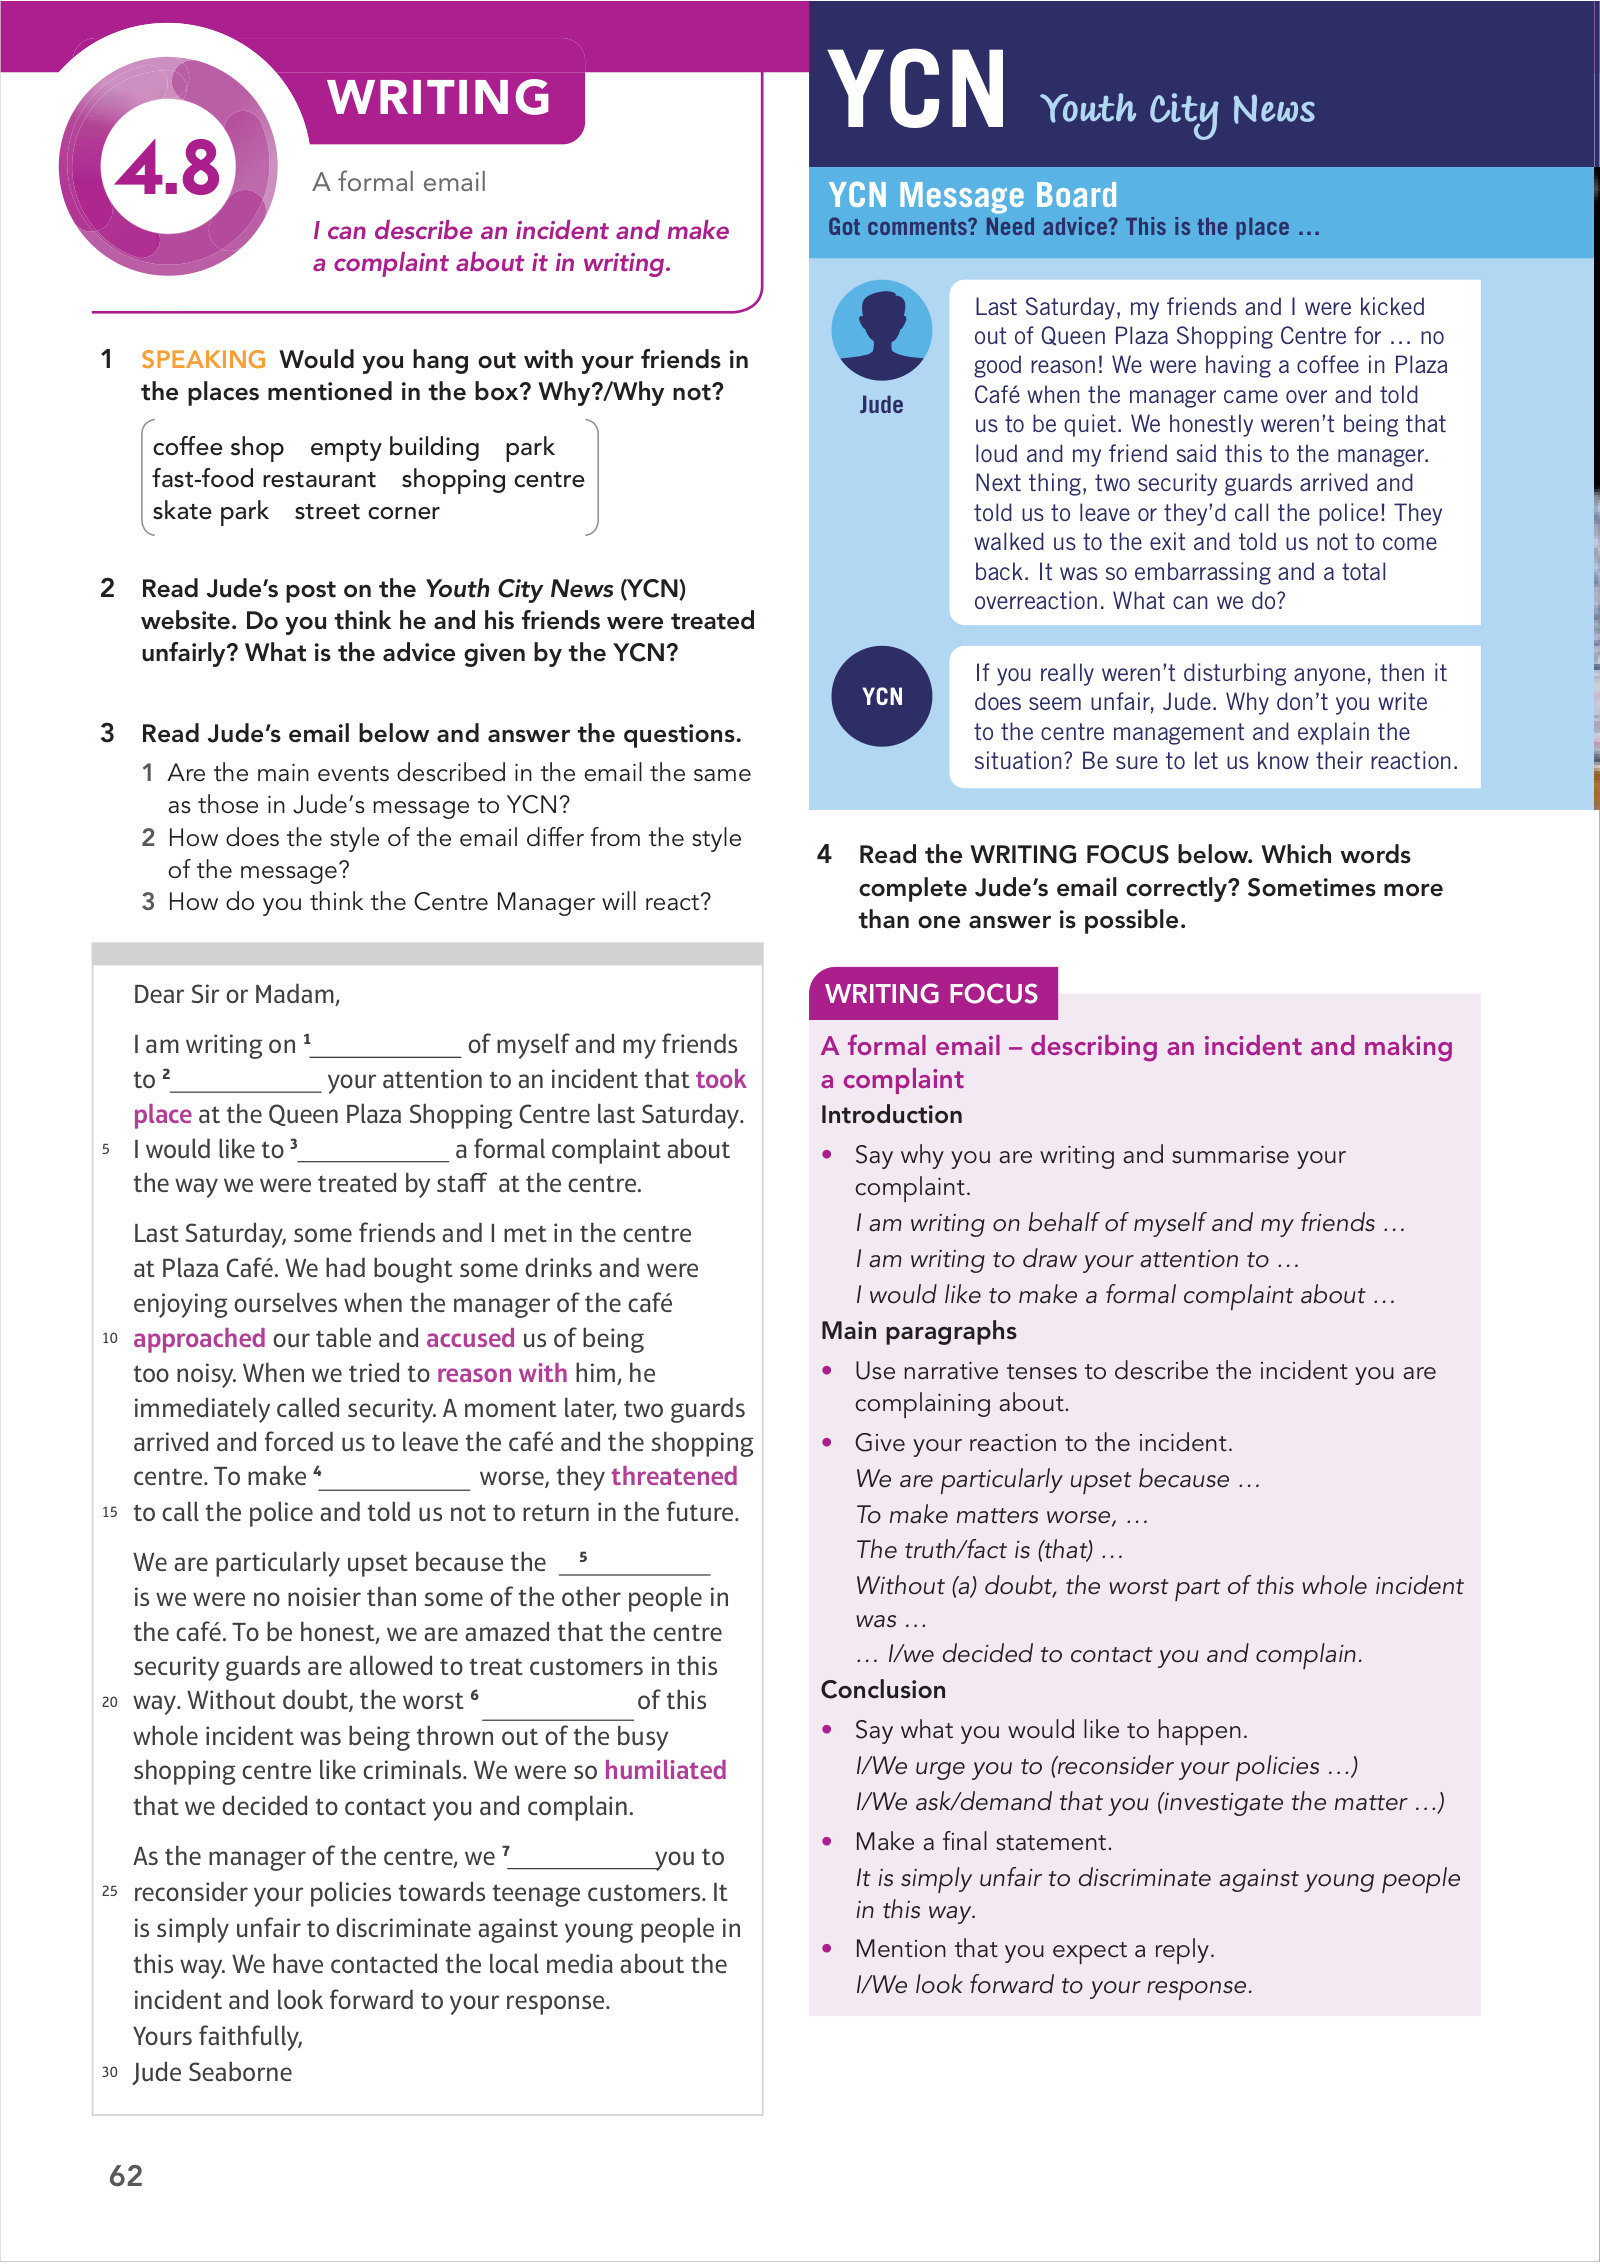 WRITING
4.8
A formal email
I can describe an incident and make
a complaint about it in writing.
1 SPEAKING Would you hang out with your friends in
the places mentioned in the box? Why?/Why not?
coffee shop empty building park
fast-food restaurant shopping centre
skate park street corner
2 Read Jude's post on the Youth City News (YCN)
website. Do you think he and his friends were treated
unfairly? What is the advice given by the YCN?
3 Read Jude's email below and answer the questions.
1 Are the main events described in the email the same
as those in Jude's message to YCN?
2 How does the style of the email differ from the style
of the message?
3 How do you think the Centre Manager will react?
Dear Sir or Madam,
I am writing on 1___________ of myself and my friends
to 2___________ your attention to an incident that took
place at the Queen Plaza Shopping Centre last Saturday.
5 I would like to 3___________ a formal complaint about
the way we were treated by staff at the centre.
Last Saturday, some friends and I met in the centre
at Plaza Café. We had bought some drinks and were
enjoying ourselves when the manager of the café
10 approached our table and accused us of being
too noisy. When we tried to reason with him, he
immediately called security. A moment later, two guards
arrived and forced us to leave the café and the shopping
centre. To make 4___________ worse, they threatened
15 to call the police and told us not to return in the future.
We are particularly upset because the 5___________
is we were no noisier than some of the other people in
the café. To be honest, we are amazed that the centre
security guards are allowed to treat customers in this
20 way. Without doubt, the worst 6___________ of this
whole incident was being thrown out of the busy
shopping centre like criminals. We were so humiliated
that we decided to contact you and complain.
As the manager of the centre, we 7___________you to
25 reconsider your policies towards teenage customers. It
is simply unfair to discriminate against young people in
this way. We have contacted the local media about the
incident and look forward to your response.
Yours faithfully,
30 Jude Seaborne
62
YCN Youth City News
YCN Message Board
Got comments? Need advice? This is the place …
Jude
Last Saturday, my friends and I were kicked
out of Queen Plaza Shopping Centre for … no
good reason! We were having a coffee in Plaza
Café when the manager came over and told
us to be quiet. We honestly weren't being that
loud and my friend said this to the manager.
Next thing, two security guards arrived and
told us to leave or they'd call the police! They
walked us to the exit and told us not to come
back. It was so embarrassing and a total
overreaction. What can we do?
YCN
If you really weren't disturbing anyone, then it
does seem unfair, Jude. Why don't you write
to the centre management and explain the
situation? Be sure to let us know their reaction.
4 Read the WRITING FOCUS below. Which words
complete Jude's email correctly? Sometimes more
than one answer is possible.
WRITING FOCUS
A formal email – describing an incident and making
a complaint
Introduction
• Say why you are writing and summarise your
complaint.
I am writing on behalf of myself and my friends …
I am writing to draw your attention to …
I would like to make a formal complaint about …
Main paragraphs
• Use narrative tenses to describe the incident you are
complaining about.
• Give your reaction to the incident.
We are particularly upset because …
To make matters worse, …
The truth/fact is (that) …
Without (a) doubt, the worst part of this whole incident
was …
… I/we decided to contact you and complain.
Conclusion
• Say what you would like to happen.
I/We urge you to (reconsider your policies …)
I/We ask/demand that you (investigate the matter …)
• Make a final statement.
It is simply unfair to discriminate against young people
in this way.
• Mention that you expect a reply.
I/We look forward to your response.